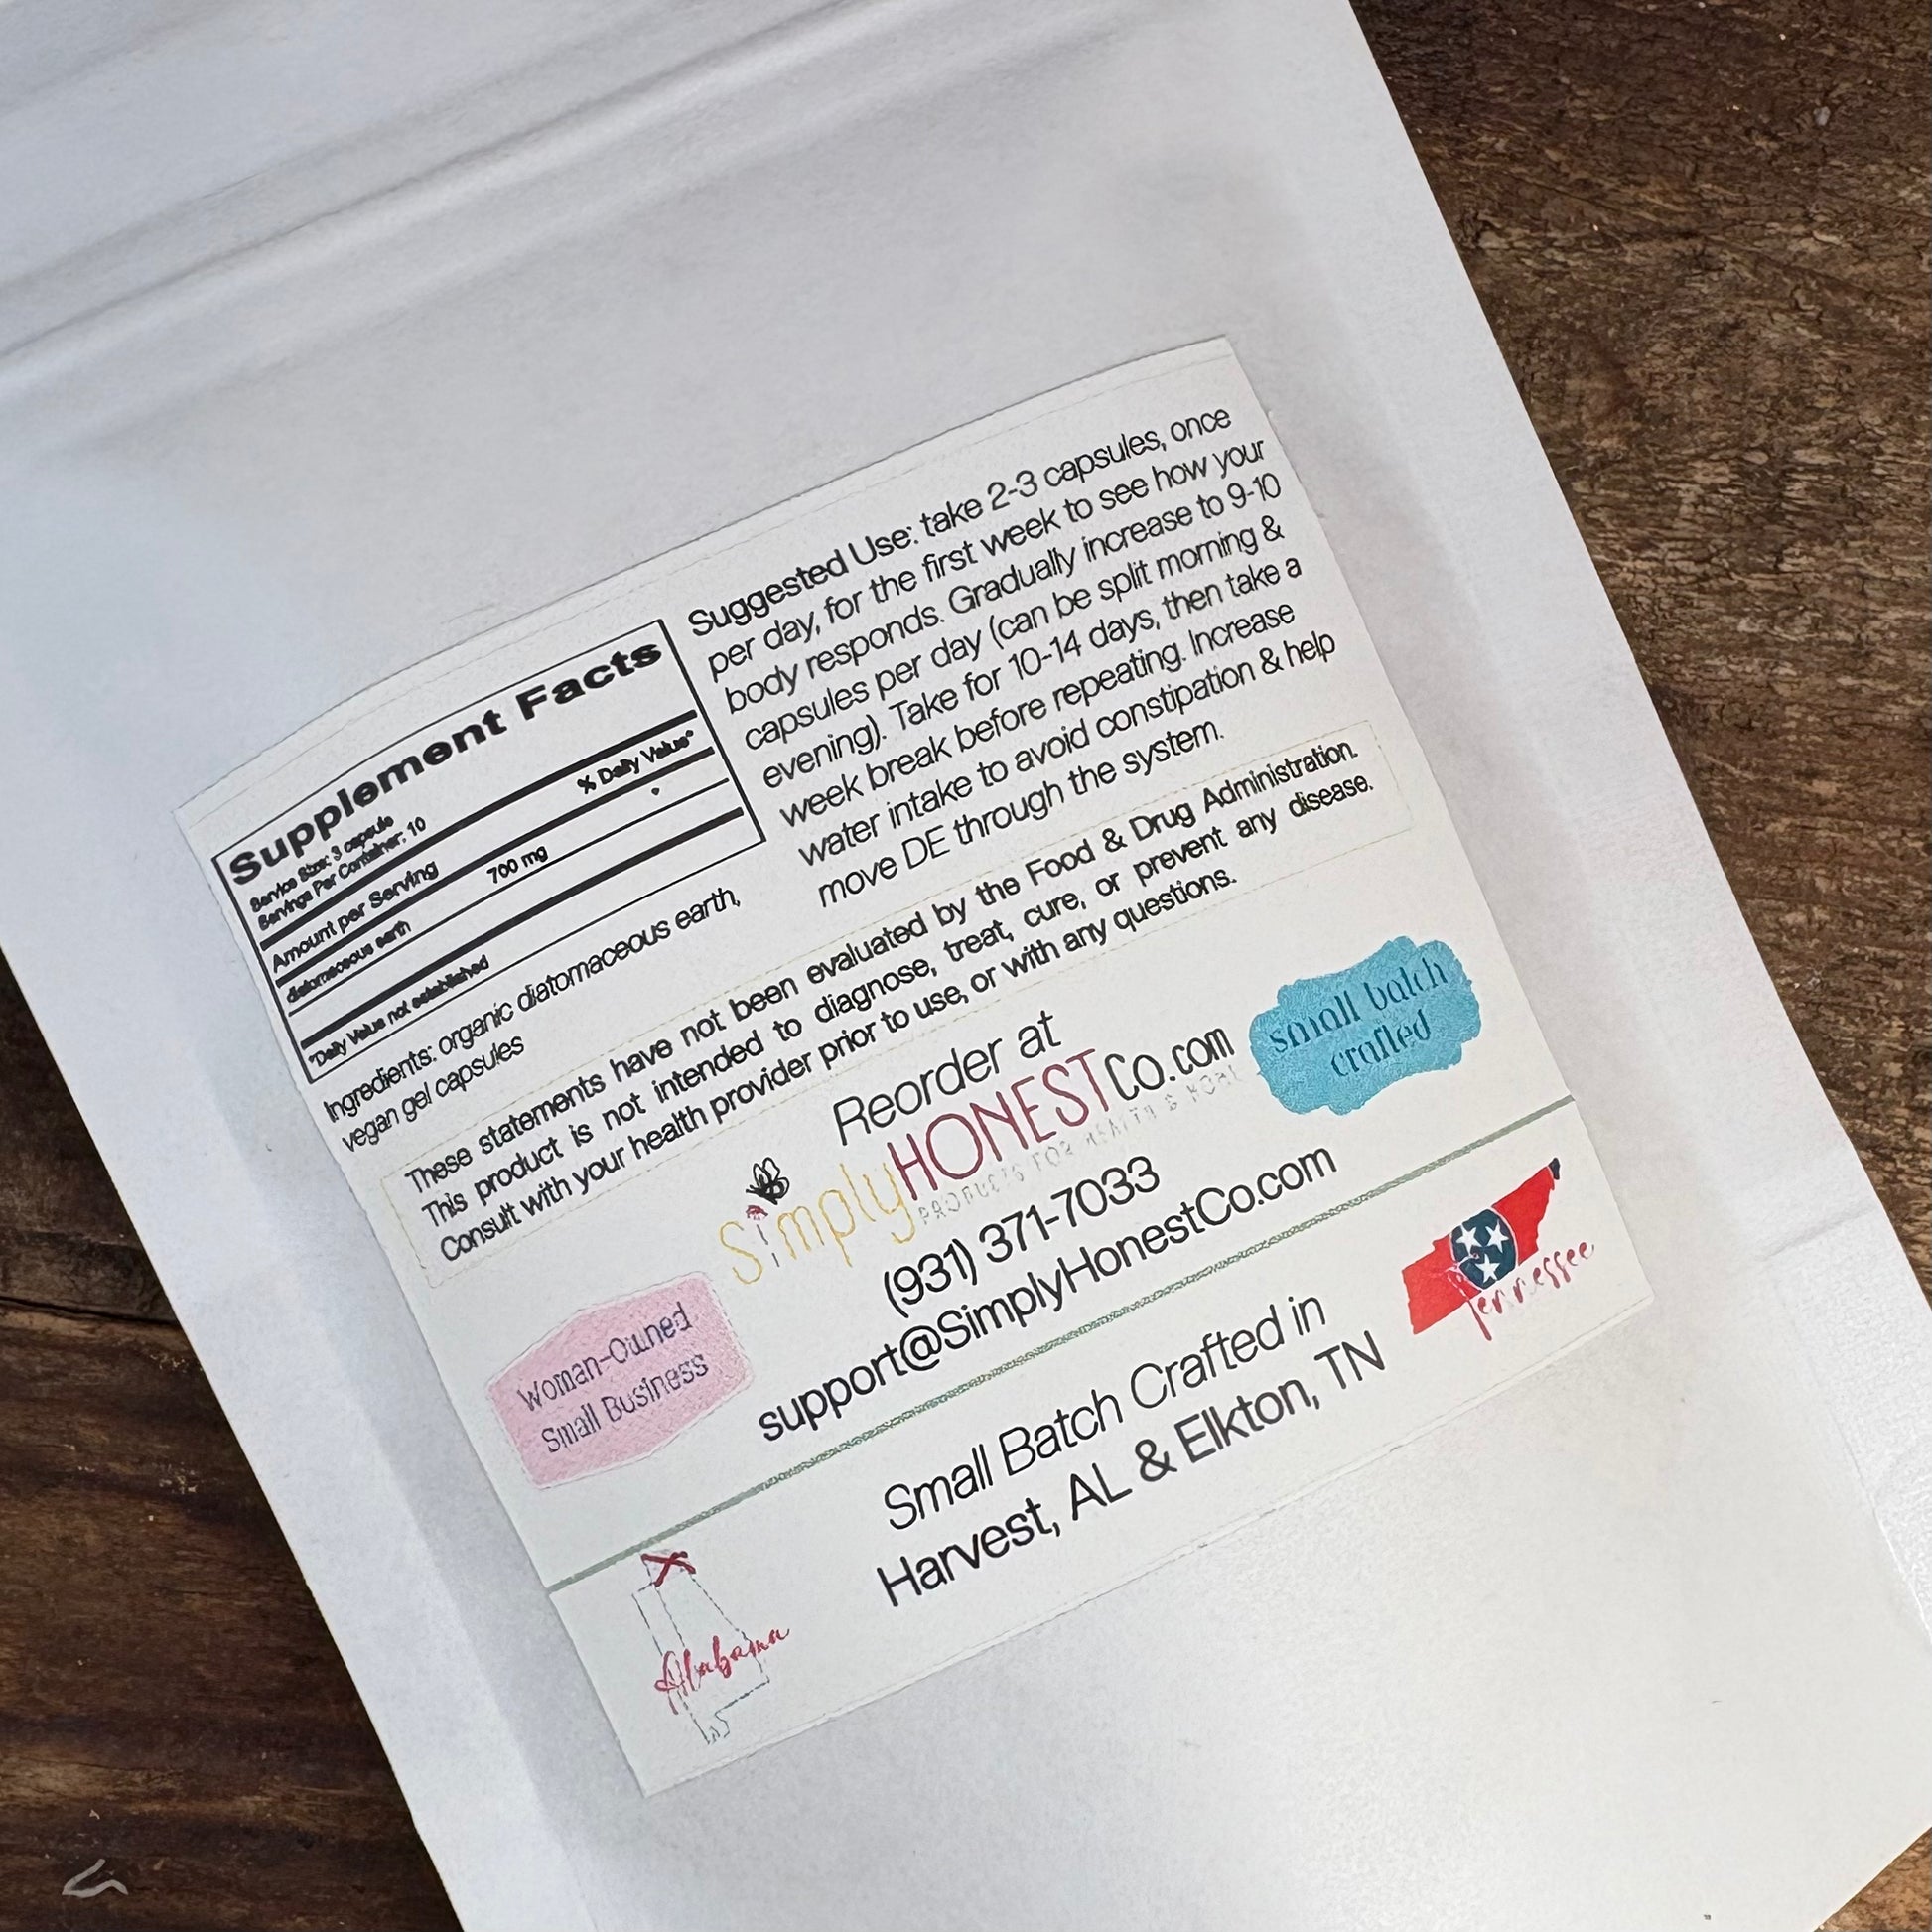 Supplement Facts
Service Size: 3 capsule
Servings Per Container: 10
Amount per Serving % Daily Value*
diatomaceous earth 700 mg *
*Daily Value not established
Ingredients: organic diatomaceous earth,
vegan gel capsules
Suggested Use: take 2-3 capsules, once
per day, for the first week to see how your
body responds. Gradually increase to 9-10
capsules per day (can be split morning &
evening). Take for 10-14 days, then take a
week break before repeating. Increase
water intake to avoid constipation & help
move DE through the system.
These statements have not been evaluated by the Food & Drug Administration.
This product is not intended to diagnose, treat, cure, or prevent any disease.
Consult with your health provider prior to use, or with any questions.
Reorder at
simplyHONESTCo.com
PRODUCTS FOR HEALTH & HOME
(931) 371-7033
support@SimplyHonestCo.com
Woman-Owned
Small Business
small batch
crafted
Small Batch Crafted in
Harvest, AL & Elkton, TN
Alabama
Tennessee